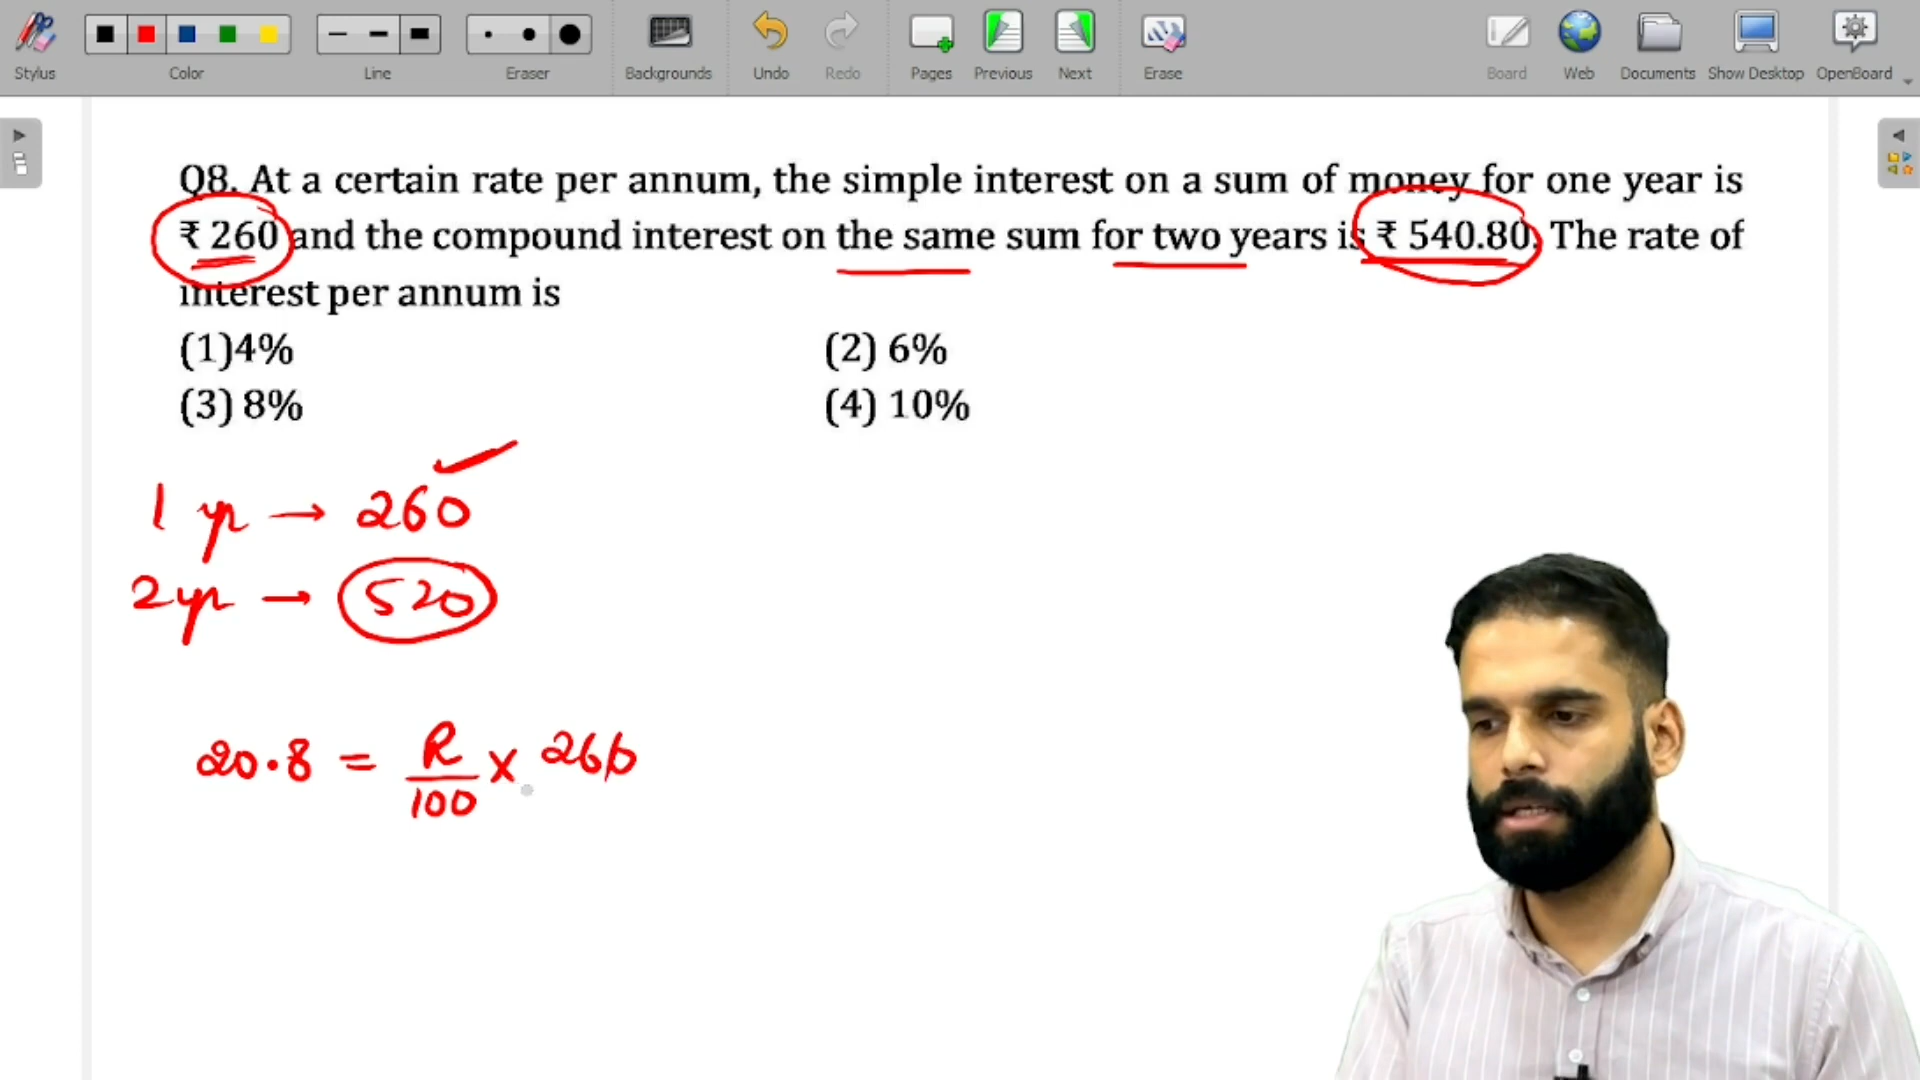 Stylus Color Line Eraser Backgrounds Undo Redo Pages Previous Next Erase Board Web Documents Show Desktop OpenBoard
Q8. At a certain rate per annum, the simple interest on a sum of money for one year is
₹ 260 and the compound interest on the same sum for two years is ₹ 540.80. The rate of
interest per annum is
(1)4% (2) 6%
(3) 8% (4) 10%
1 yr → 260
2yr → 520
20.8 = R/100 × 260